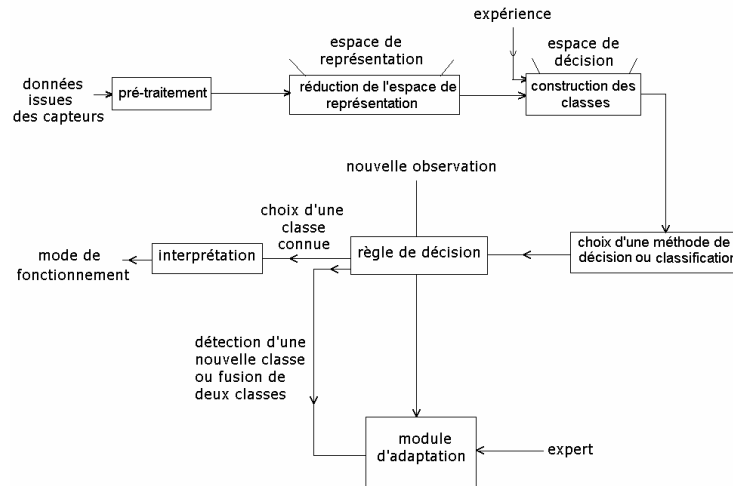 expérience
espace de
représentation
espace de
décision
données
issues
des capteurs
pré-traitement
réduction de l'espace de
représentation
construction des
classes
nouvelle observation
choix d'une
classe
connue
mode de
fonctionnement
interprétation
règle de décision
choix d'une méthode de
décision ou classification
détection d'une
nouvelle classe
ou fusion de
deux classes
module
d'adaptation
expert